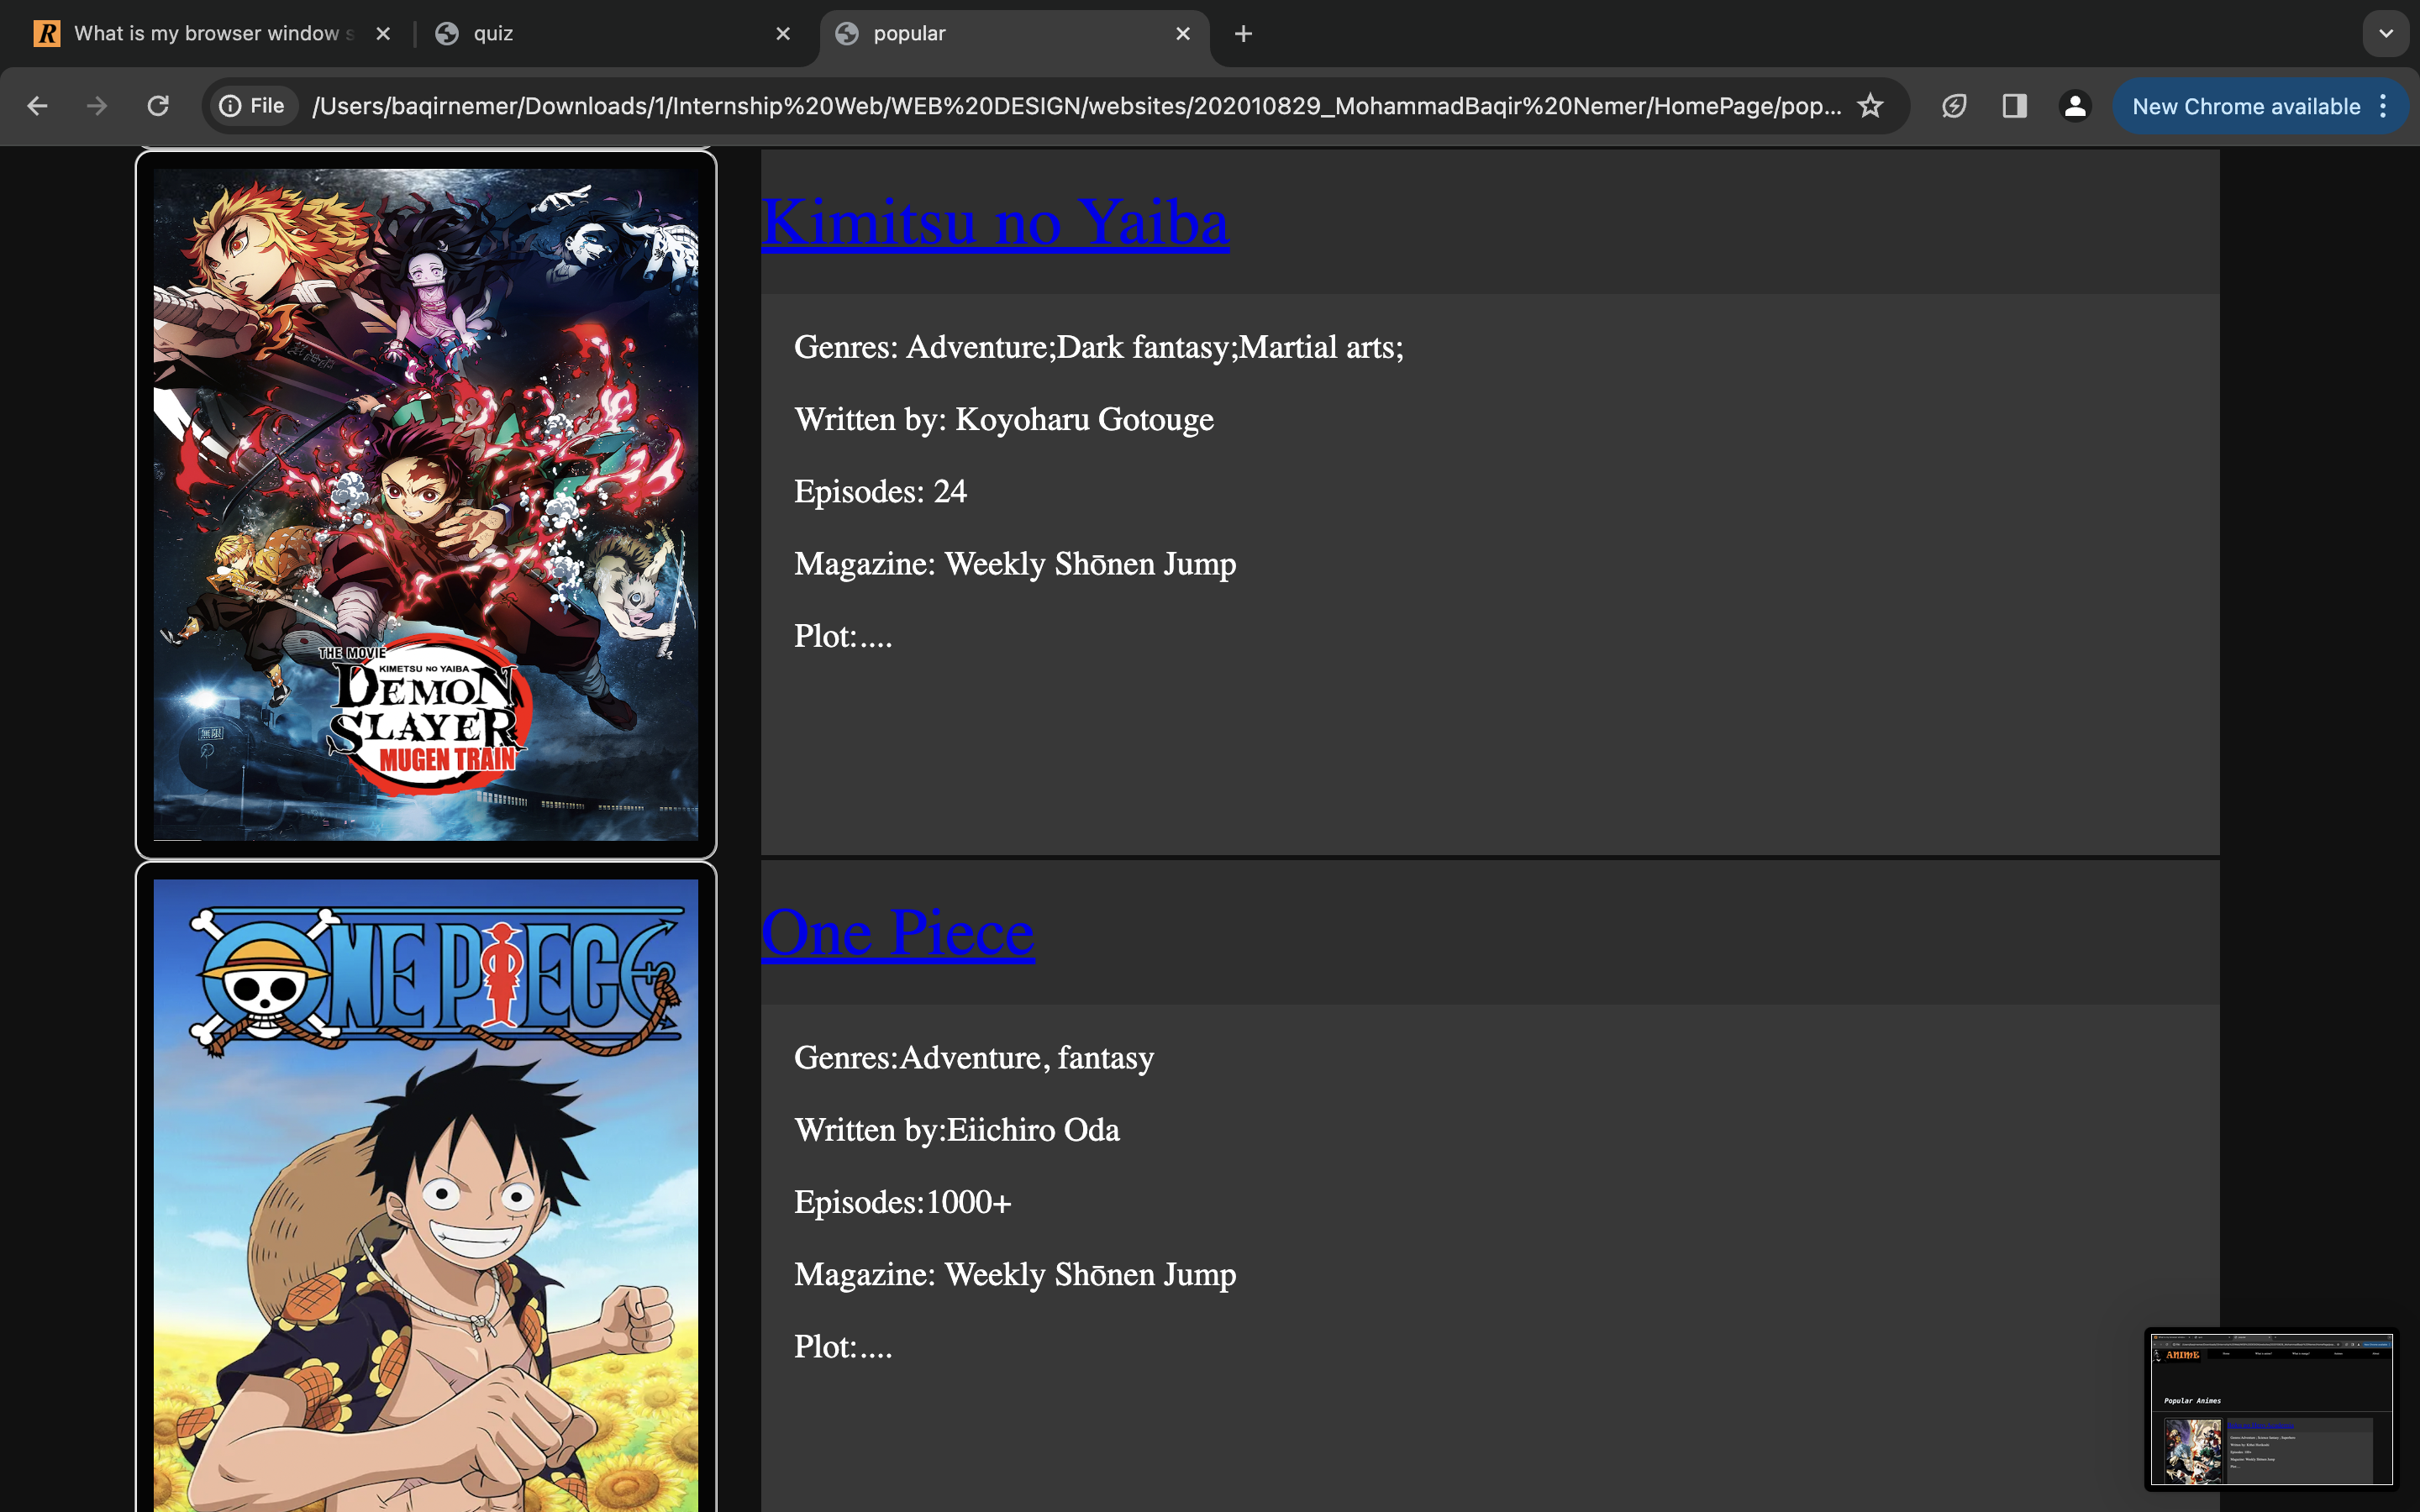 What is my browser window s
quiz
popular
File
/Users/baqirnemer/Downloads/1/Internship%20Web/WEB%20DESIGN/websites/202010829_MohammadBaqir%20Nemer/HomePage/pop...
New Chrome available
Kimitsu no Yaiba
Genres: Adventure;Dark fantasy;Martial arts;
Written by: Koyoharu Gotouge
Episodes: 24
Magazine: Weekly Shōnen Jump
Plot:....
THE MOVIE
KIMETSU NO YAIBA
DEMON
SLAYER
MUGEN TRAIN
無限
One Piece
Genres:Adventure, fantasy
Written by:Eiichiro Oda
Episodes:1000+
Magazine: Weekly Shōnen Jump
Plot:....
ONE PIECE
ANIME
Popular Animes